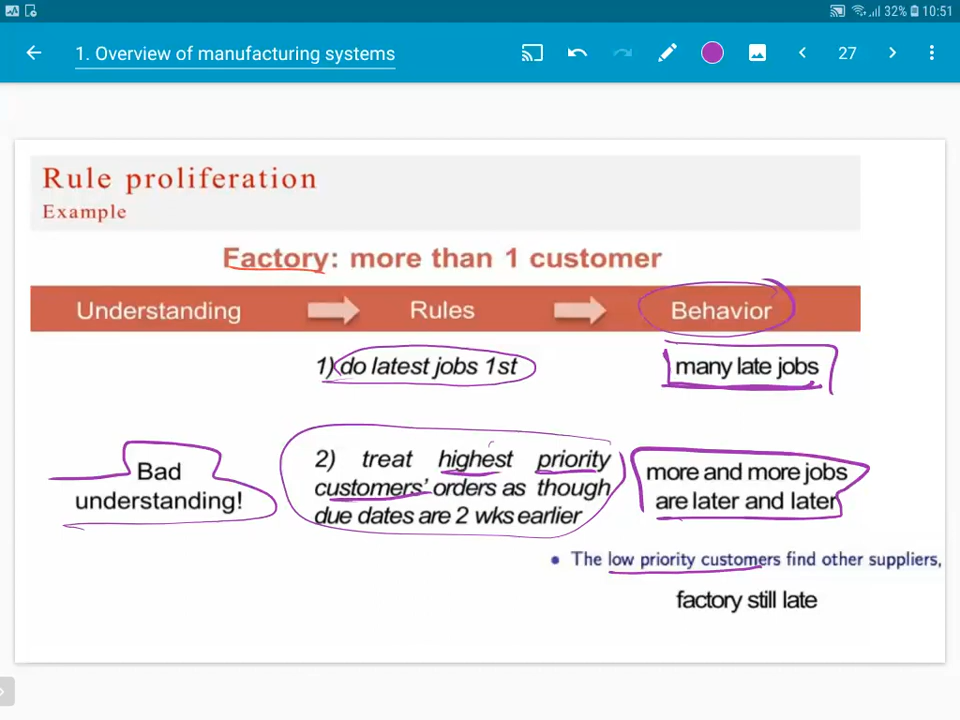 32% 10:51
1. Overview of manufacturing systems
27
Rule proliferation
Example
Factory: more than 1 customer
Understanding Rules Behavior
1) do latest jobs 1st
many late jobs
Bad
understanding!
2) treat highest priority
customers' orders as though
due dates are 2 wks earlier
more and more jobs
are later and later
• The low priority customers find other suppliers,
factory still late